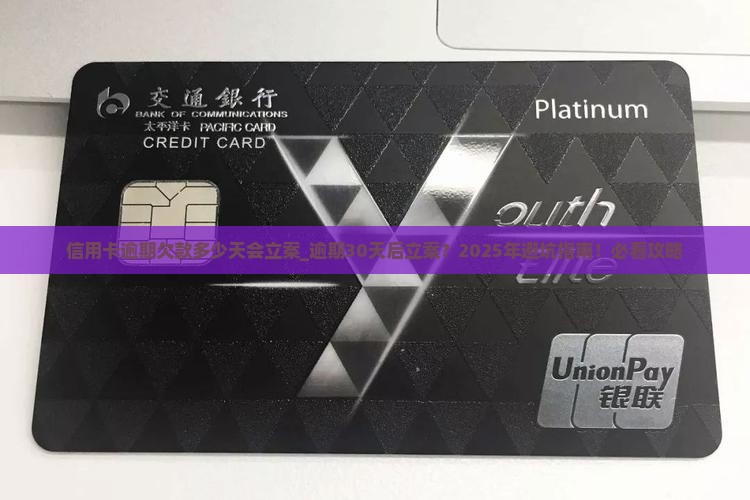 交通銀行
BANK OF COMMUNICATIONS
太平洋卡 PACIFIC CARD
CREDIT CARD
Platinum
outh
信用卡逾期欠款多少天会立案_逾期30天后立案？2025年避坑指南！必看攻略
Elite
UnionPay
银联